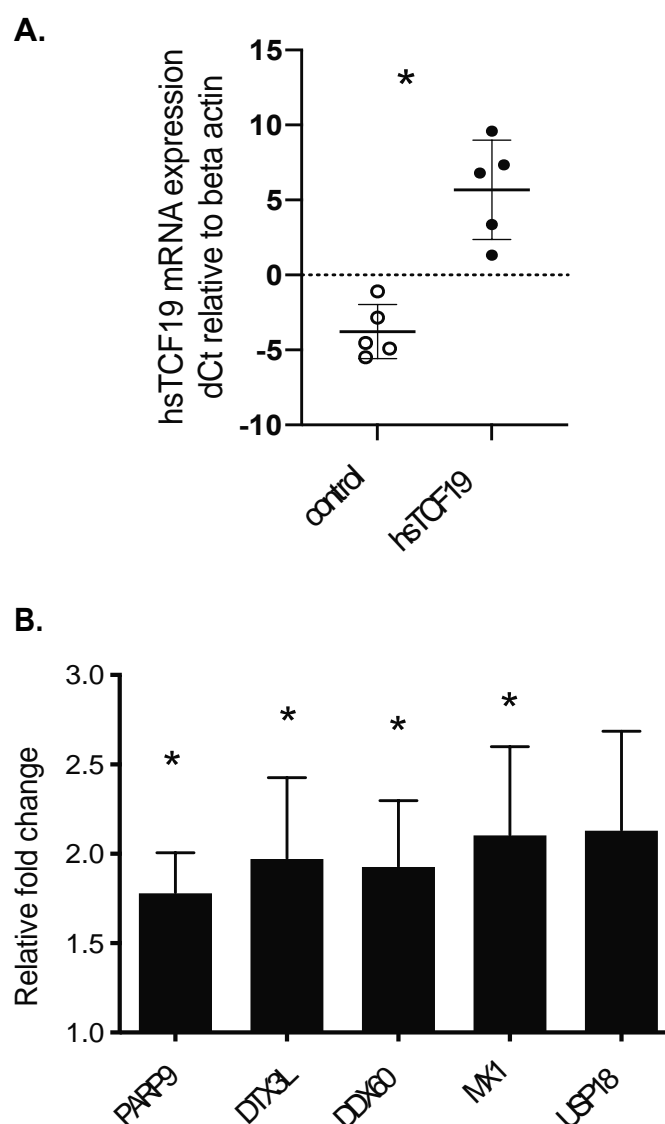 A.
hsTCF19 mRNA expression
dCt relative to beta actin
15
10
5
0
-5
-10
*
control
hsTCF19
B.
Relative fold change
3.0
2.5
2.0
1.5
1.0
* * * *
PARP9
DTX3L
DDX60
MX1
USP18